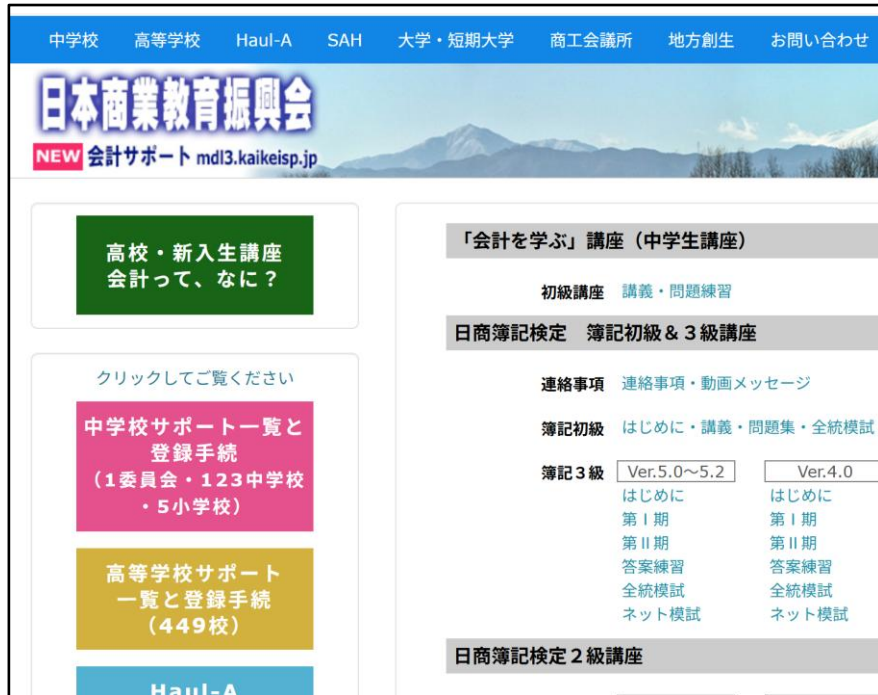 中学校 高等学校 Haul-A SAH 大学・短期大学 商工会議所 地方創生 お問い合わせ
日本商業教育振興会
NEW 会計サポート mdl3.kaikeisp.jp
高校・新入生講座
会計って、なに？
クリックしてご覧ください
中学校サポート一覧と
登録手続
（1委員会・123中学校
・5小学校）
高等学校サポート
一覧と登録手続
（449校）
Haul-A
「会計を学ぶ」講座（中学生講座）
初級講座 講義・問題練習
日商簿記検定　簿記初級＆３級講座
連絡事項 連絡事項・動画メッセージ
簿記初級 はじめに・講義・問題集・全統模試
簿記３級 Ver.5.0～5.2 Ver.4.0
はじめに はじめに
第Ⅰ期 第Ⅰ期
第Ⅱ期 第Ⅱ期
答案練習 答案練習
全統模試 全統模試
ネット模試 ネット模試
日商簿記検定２級講座